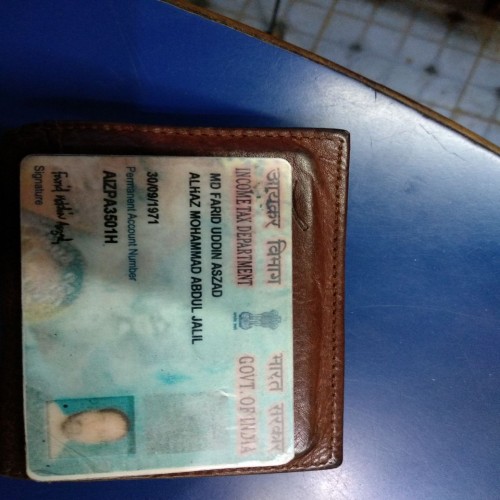 आयकर विभाग
INCOME TAX DEPARTMENT
भारत सरकार
GOVT. OF INDIA
MD FARID UDDIN ASZAD
ALHAZ MOHAMMAD ABDUL JALIL
30/09/1971
Permanent Account Number
AIZPA3501H
Signature